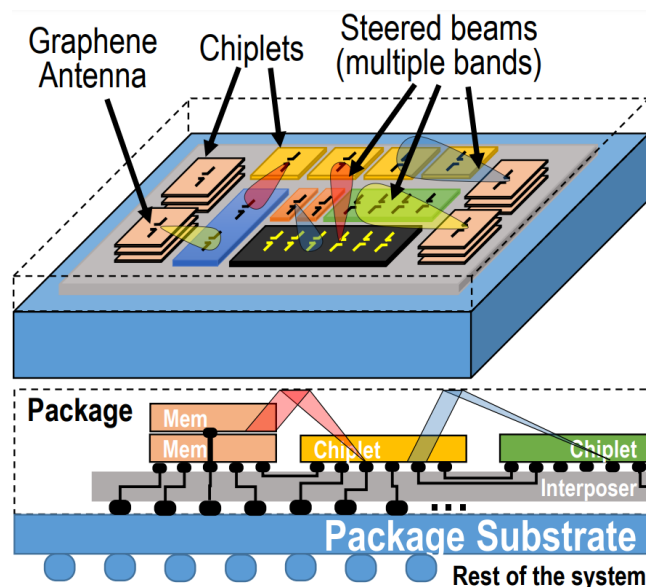 Graphene
Antenna
Chiplets
Steered beams
(multiple bands)
Package
Mem
Mem
Chiplet
Chiplet
Interposer
Package Substrate
Rest of the system